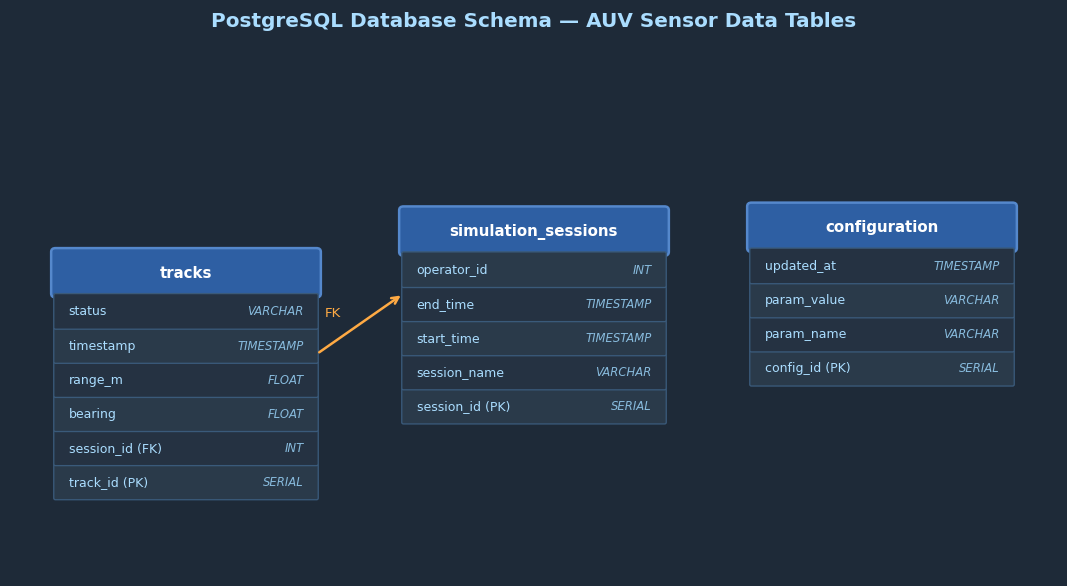 PostgreSQL Database Schema — AUV Sensor Data Tables
tracks
status VARCHAR
timestamp TIMESTAMP
range_m FLOAT
bearing FLOAT
session_id (FK) INT
track_id (PK) SERIAL
FK
simulation_sessions
operator_id INT
end_time TIMESTAMP
start_time TIMESTAMP
session_name VARCHAR
session_id (PK) SERIAL
configuration
updated_at TIMESTAMP
param_value VARCHAR
param_name VARCHAR
config_id (PK) SERIAL